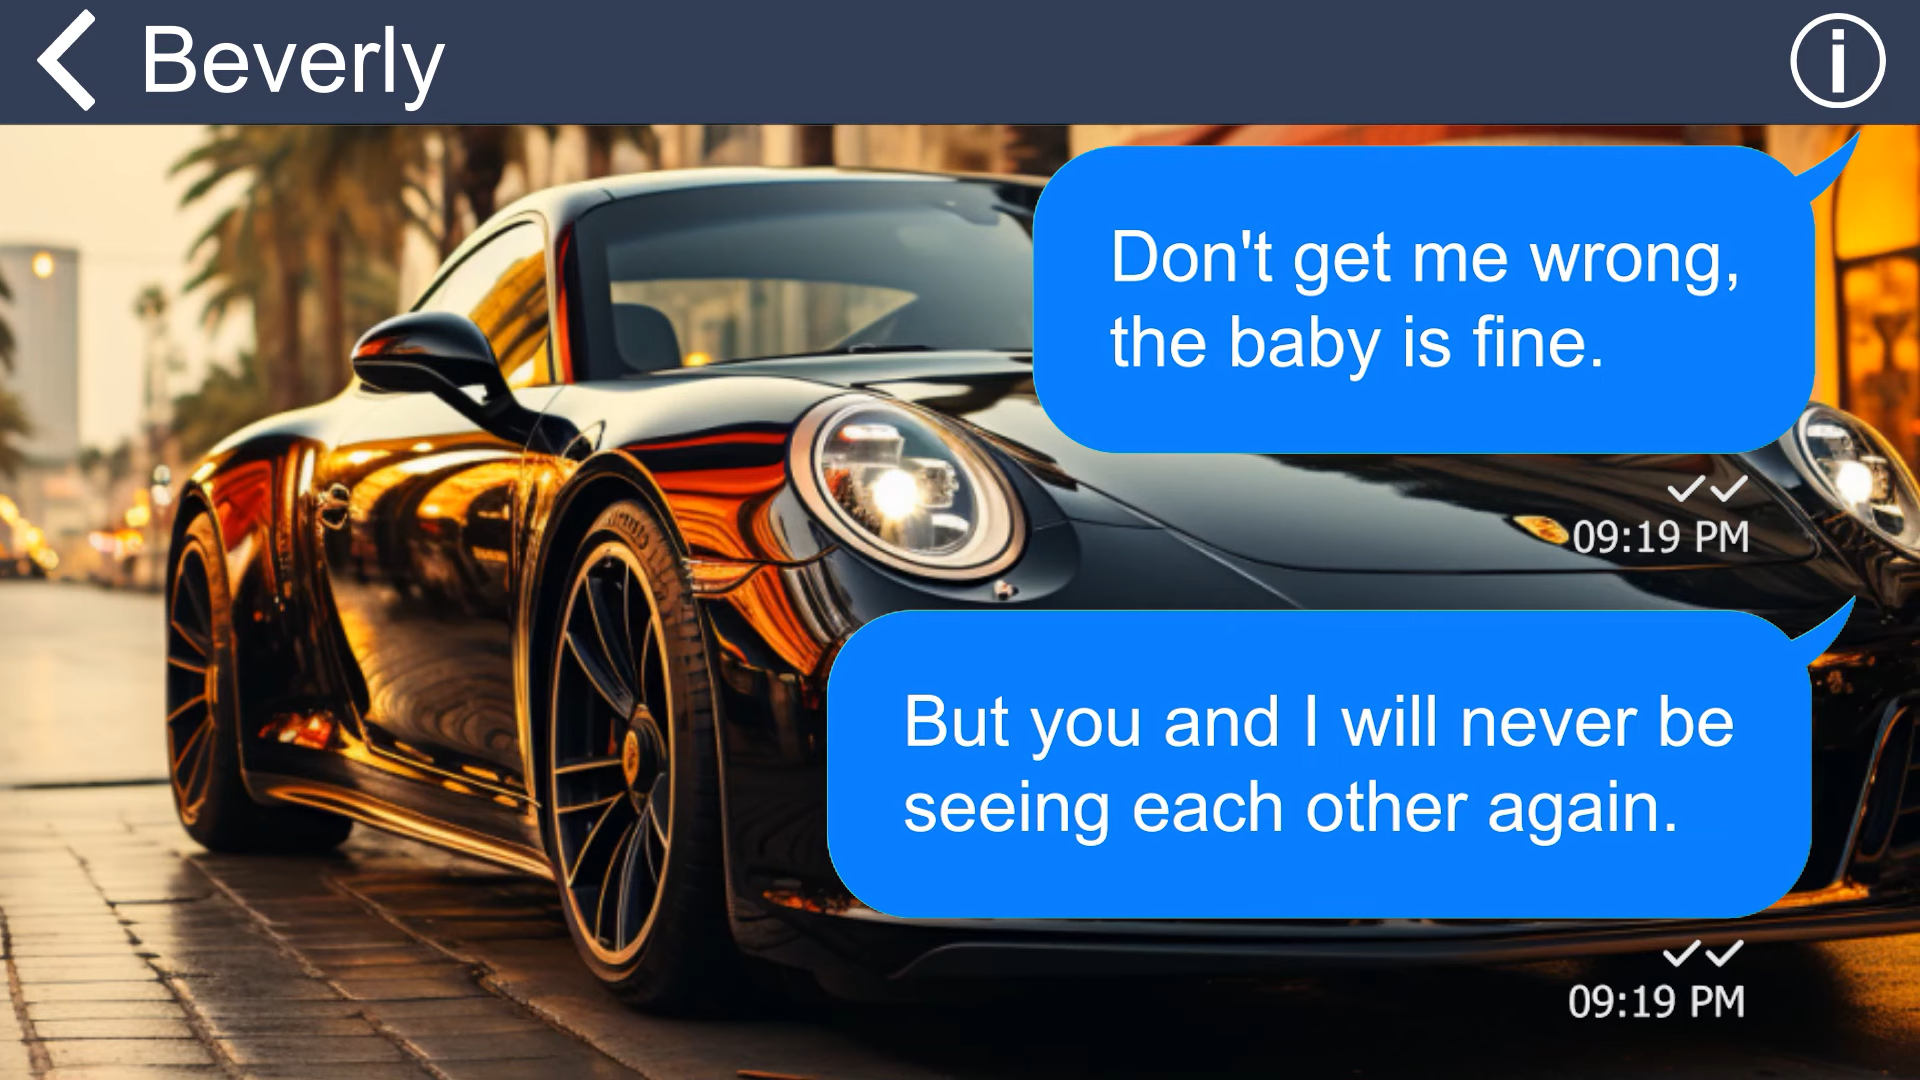 Beverly
Don't get me wrong,
the baby is fine.
09:19 PM
But you and I will never be
seeing each other again.
09:19 PM